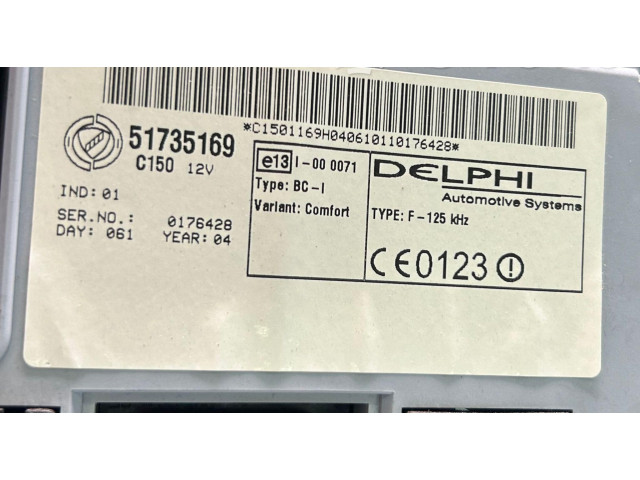 *C1501169H040610110176428*
51735169
C150 12V
IND: 01
SER.NO.: 0176428
DAY: 061 YEAR: 04
e13 I-00 0071
Type: BC-I
Variant: Comfort
DELPHI
Automotive Systems
TYPE: F-125 kHz
CE0123